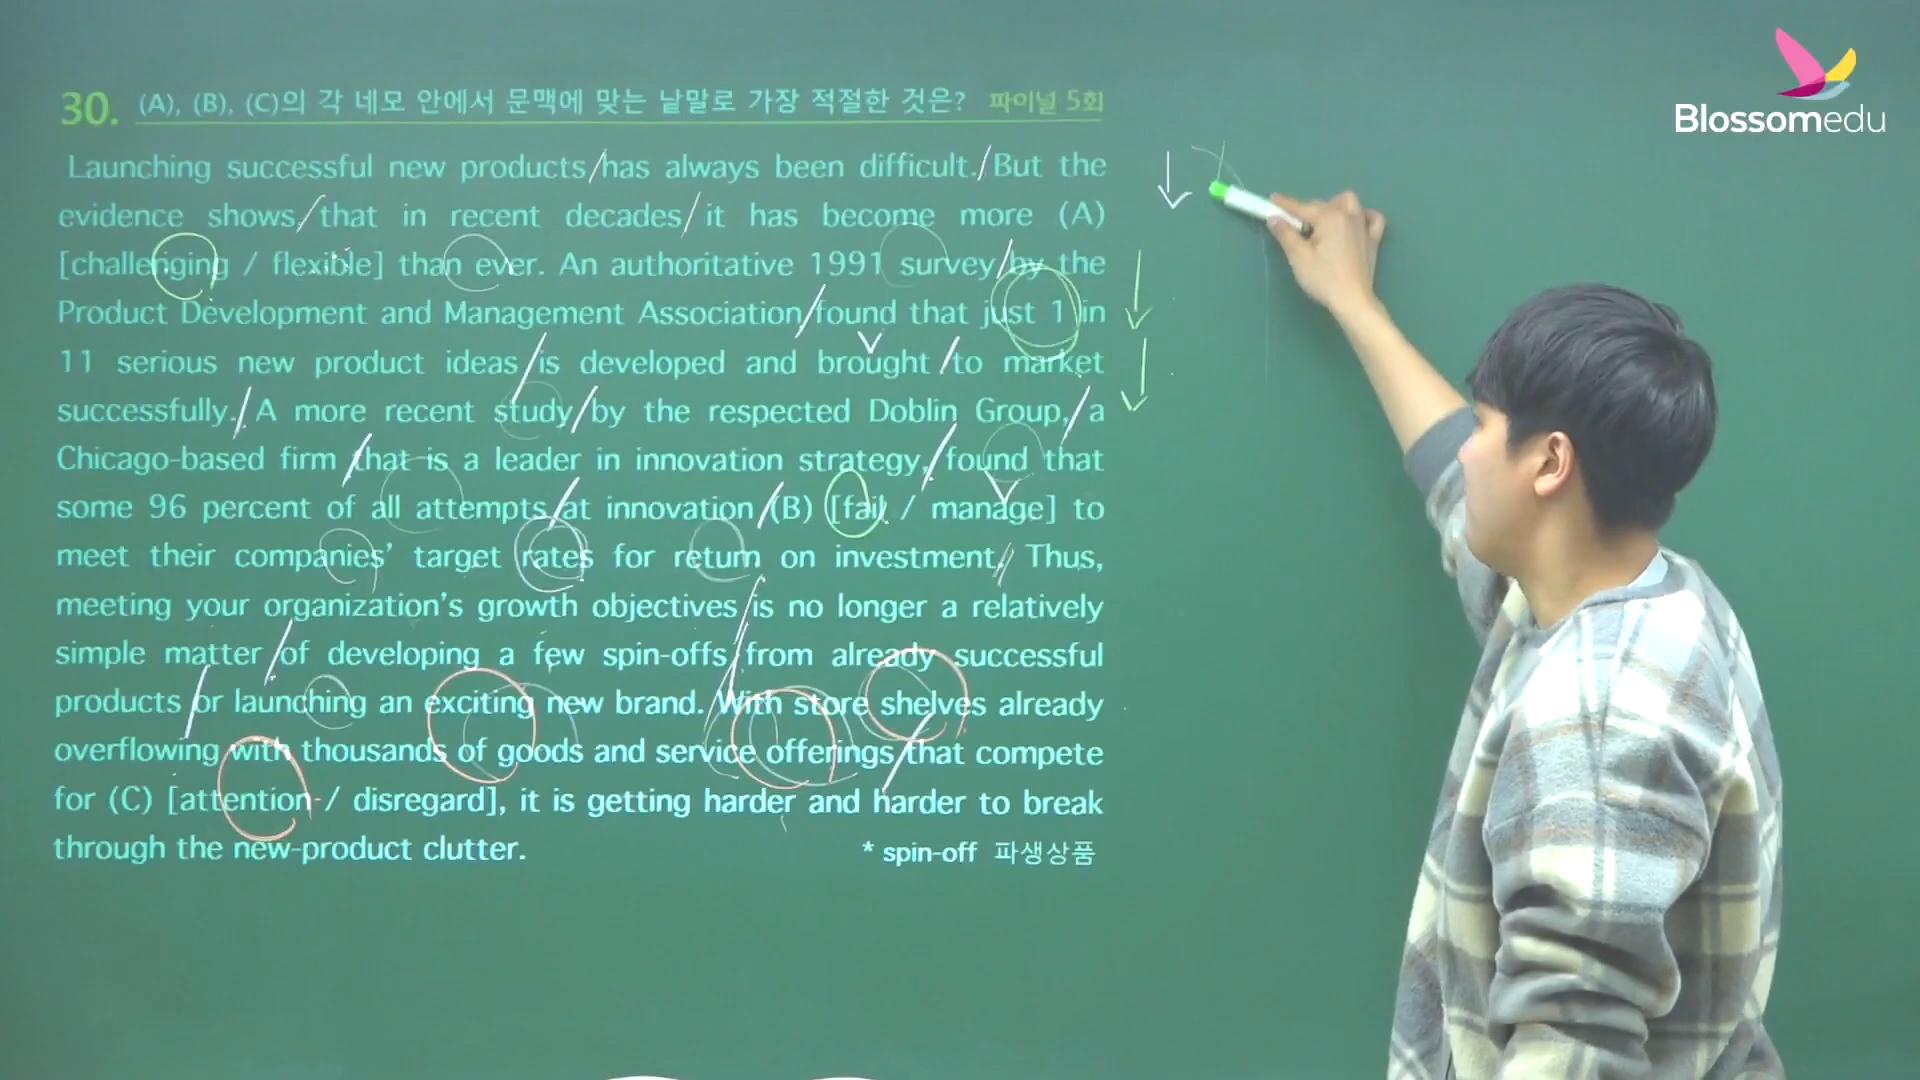 Blossomedu
30. (A), (B), (C)의 각 네모 안에서 문맥에 맞는 낱말로 가장 적절한 것은? 파이널 5회
Launching successful new products has always been difficult. But the
evidence shows that in recent decades it has become more (A)
[challenging / flexible] than ever. An authoritative 1991 survey by the
Product Development and Management Association found that just 1 in
11 serious new product ideas is developed and brought to market
successfully. A more recent study by the respected Doblin Group, a
Chicago-based firm that is a leader in innovation strategy, found that
some 96 percent of all attempts at innovation (B) [fail / manage] to
meet their companies’ target rates for return on investment. Thus,
meeting your organization’s growth objectives is no longer a relatively
simple matter of developing a few spin-offs from already successful
products or launching an exciting new brand. With store shelves already
overflowing with thousands of goods and service offerings that compete
for (C) [attention / disregard], it is getting harder and harder to break
through the new-product clutter.
* spin-off 파생상품